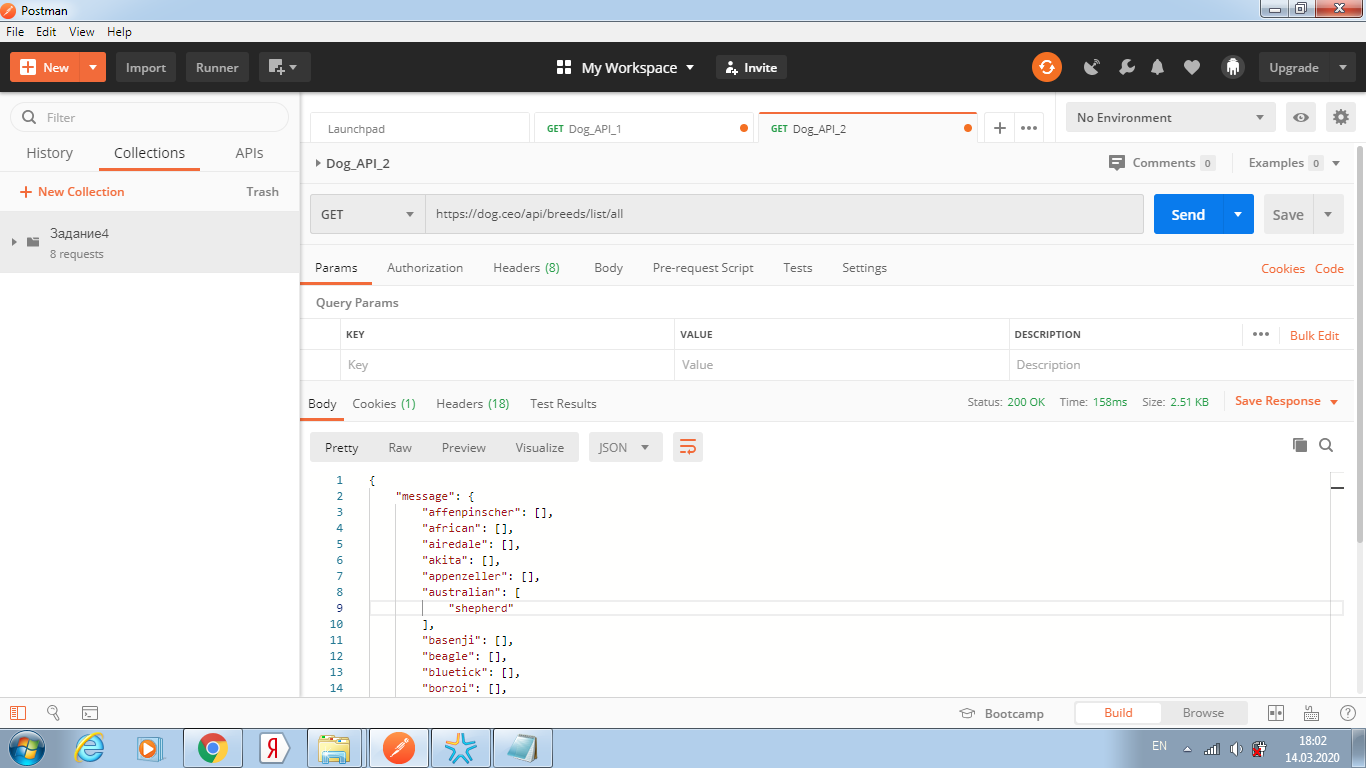 Postman
File Edit View Help
New Import Runner My Workspace Invite Upgrade
Filter
History Collections APIs
New Collection Trash
Задание4
8 requests
Launchpad GET Dog_API_1 GET Dog_API_2 No Environment
Dog_API_2 Comments 0 Examples 0
GET https://dog.ceo/api/breeds/list/all Send Save
Params Authorization Headers (8) Body Pre-request Script Tests Settings Cookies Code
Query Params
KEY VALUE DESCRIPTION Bulk Edit
Key Value Description
Body Cookies (1) Headers (18) Test Results Status: 200 OK Time: 158ms Size: 2.51 KB Save Response
Pretty Raw Preview Visualize JSON
1 {
2 "message": {
3 "affenpinscher": [],
4 "african": [],
5 "airedale": [],
6 "akita": [],
7 "appenzeller": [],
8 "australian": [
9 "shepherd"
10 ],
11 "basenji": [],
12 "beagle": [],
13 "bluetick": [],
14 "borzoi": [],
Bootcamp Build Browse
Я EN 18:02
14.03.2020